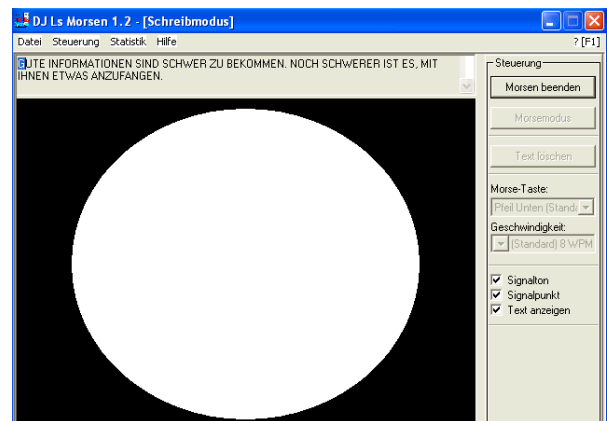 DJ Ls Morsen 1.2 - [Schreibmodus]
Datei Steuerung Statistik Hilfe ? [F1]
GUTE INFORMATIONEN SIND SCHWER ZU BEKOMMEN. NOCH SCHWERER IST ES, MIT
IHNEN ETWAS ANZUFANGEN.
Steuerung
Morsen beenden
Morsemodus
Text löschen
Morse-Taste:
Pfeil Unten (Standa
Geschwindigkeit:
(Standard) 8 WPM
Signalton
Signalpunkt
Text anzeigen